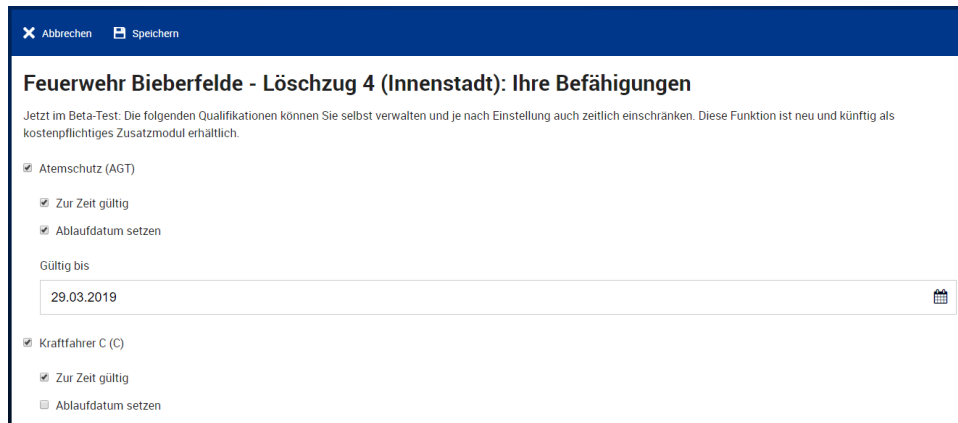 Abbrechen Speichern
Feuerwehr Bieberfelde - Löschzug 4 (Innenstadt): Ihre Befähigungen
Jetzt im Beta-Test: Die folgenden Qualifikationen können Sie selbst verwalten und je nach Einstellung auch zeitlich einschränken. Diese Funktion ist neu und künftig als
kostenpflichtiges Zusatzmodul erhältlich.
Atemschutz (AGT)
Zur Zeit gültig
Ablaufdatum setzen
Gültig bis
29.03.2019
Kraftfahrer C (C)
Zur Zeit gültig
Ablaufdatum setzen